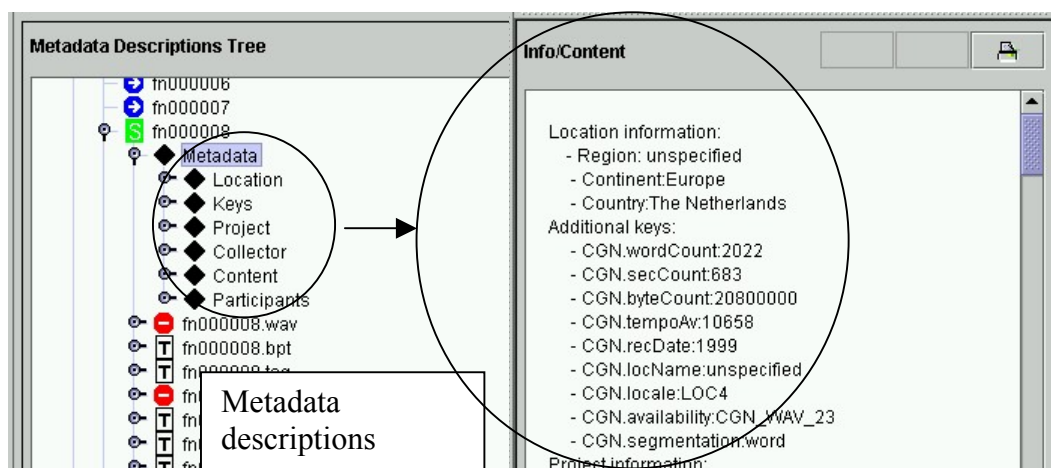 Metadata Descriptions Tree
fn000006
fn000007
fn000008
S
Metadata
Location
Keys
Project
Collector
Content
Participants
fn000008.wav
T fn000008.bpt
T
T
T
Metadata
descriptions
Info/Content
Location information:
- Region: unspecified
- Continent:Europe
- Country:The Netherlands
Additional keys:
- CGN.wordCount:2022
- CGN.secCount:683
- CGN.byteCount:20800000
- CGN.tempoAv:10658
- CGN.recDate:1999
- CGN.locName:unspecified
- CGN.locale:LOC4
- CGN.availability:CGN_WAV_23
- CGN.segmentation:word
Project information: